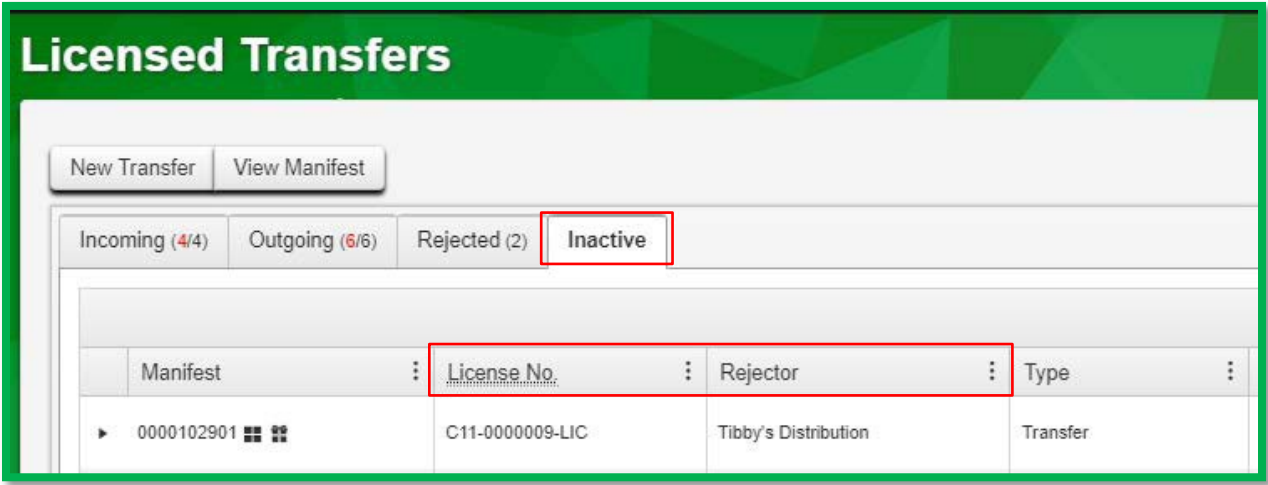 Licensed Transfers
New Transfer View Manifest
Incoming (4/4) Outgoing (6/6) Rejected (2) Inactive
Manifest License No. Rejector Type
0000102901 C11-0000009-LIC Tibby's Distribution Transfer